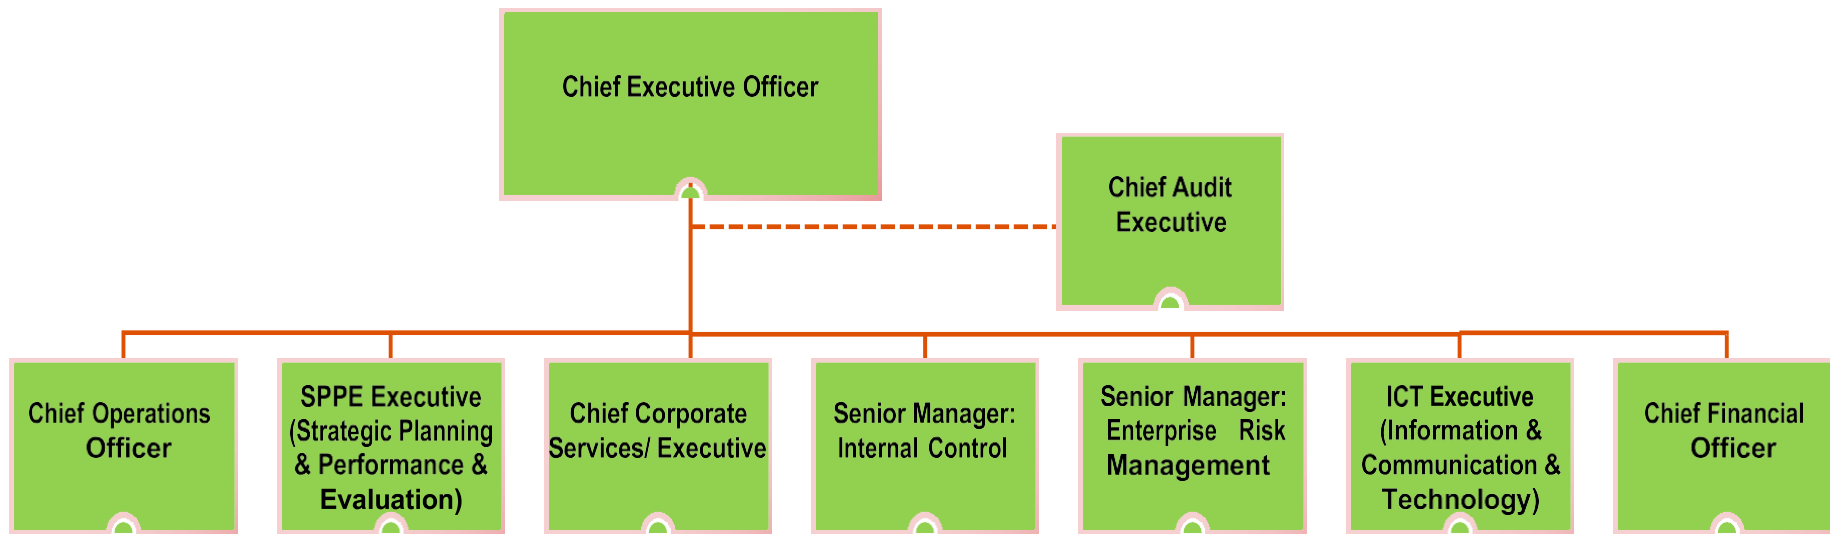 Chief Executive Officer
Chief Audit
Executive
Chief Operations
Officer
SPPE Executive
(Strategic Planning
& Performance &
Evaluation)
Chief Corporate
Services/ Executive
Senior Manager:
Internal Control
Senior Manager:
Enterprise Risk
Management
ICT Executive
(Information &
Communication &
Technology)
Chief Financial
Officer